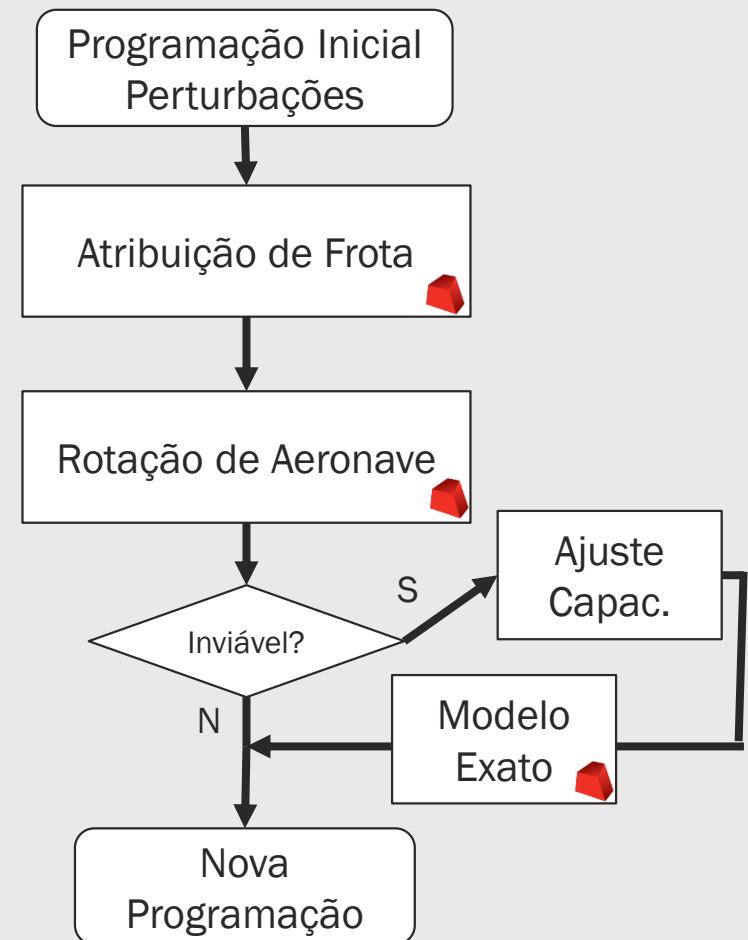 Programação Inicial
Perturbações
Atribuição de Frota
Rotação de Aeronave
Inviável?
S
Ajuste
Capac.
N
Modelo
Exato
Nova
Programação